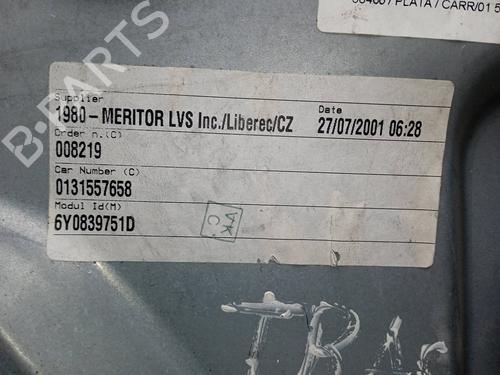 PLATA / CARR/01 5
Supplier
1980-MERITOR LVS Inc./Liberec/CZ
Date
27/07/2001 06:28
Order n.(C)
008219
Car Number (C)
0131557658
Modul Id(M)
6Y0839751D
VK
C
B-PARTS